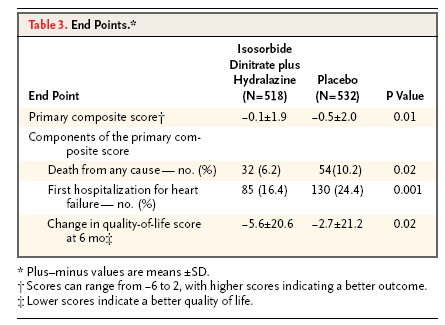 Table 3. End Points.*
Isosorbide
Dinitrate plus
Hydralazine Placebo
End Point (N=518) (N=532) P Value
Primary composite score† −0.1±1.9 −0.5±2.0 0.01
Components of the primary com-
posite score
Death from any cause — no. (%) 32 (6.2) 54(10.2) 0.02
First hospitalization for heart 85 (16.4) 130 (24.4) 0.001
failure — no. (%)
Change in quality-of-life score −5.6±20.6 −2.7±21.2 0.02
at 6 mo‡
* Plus–minus values are means ±SD.
† Scores can range from −6 to 2, with higher scores indicating a better outcome.
‡ Lower scores indicate a better quality of life.